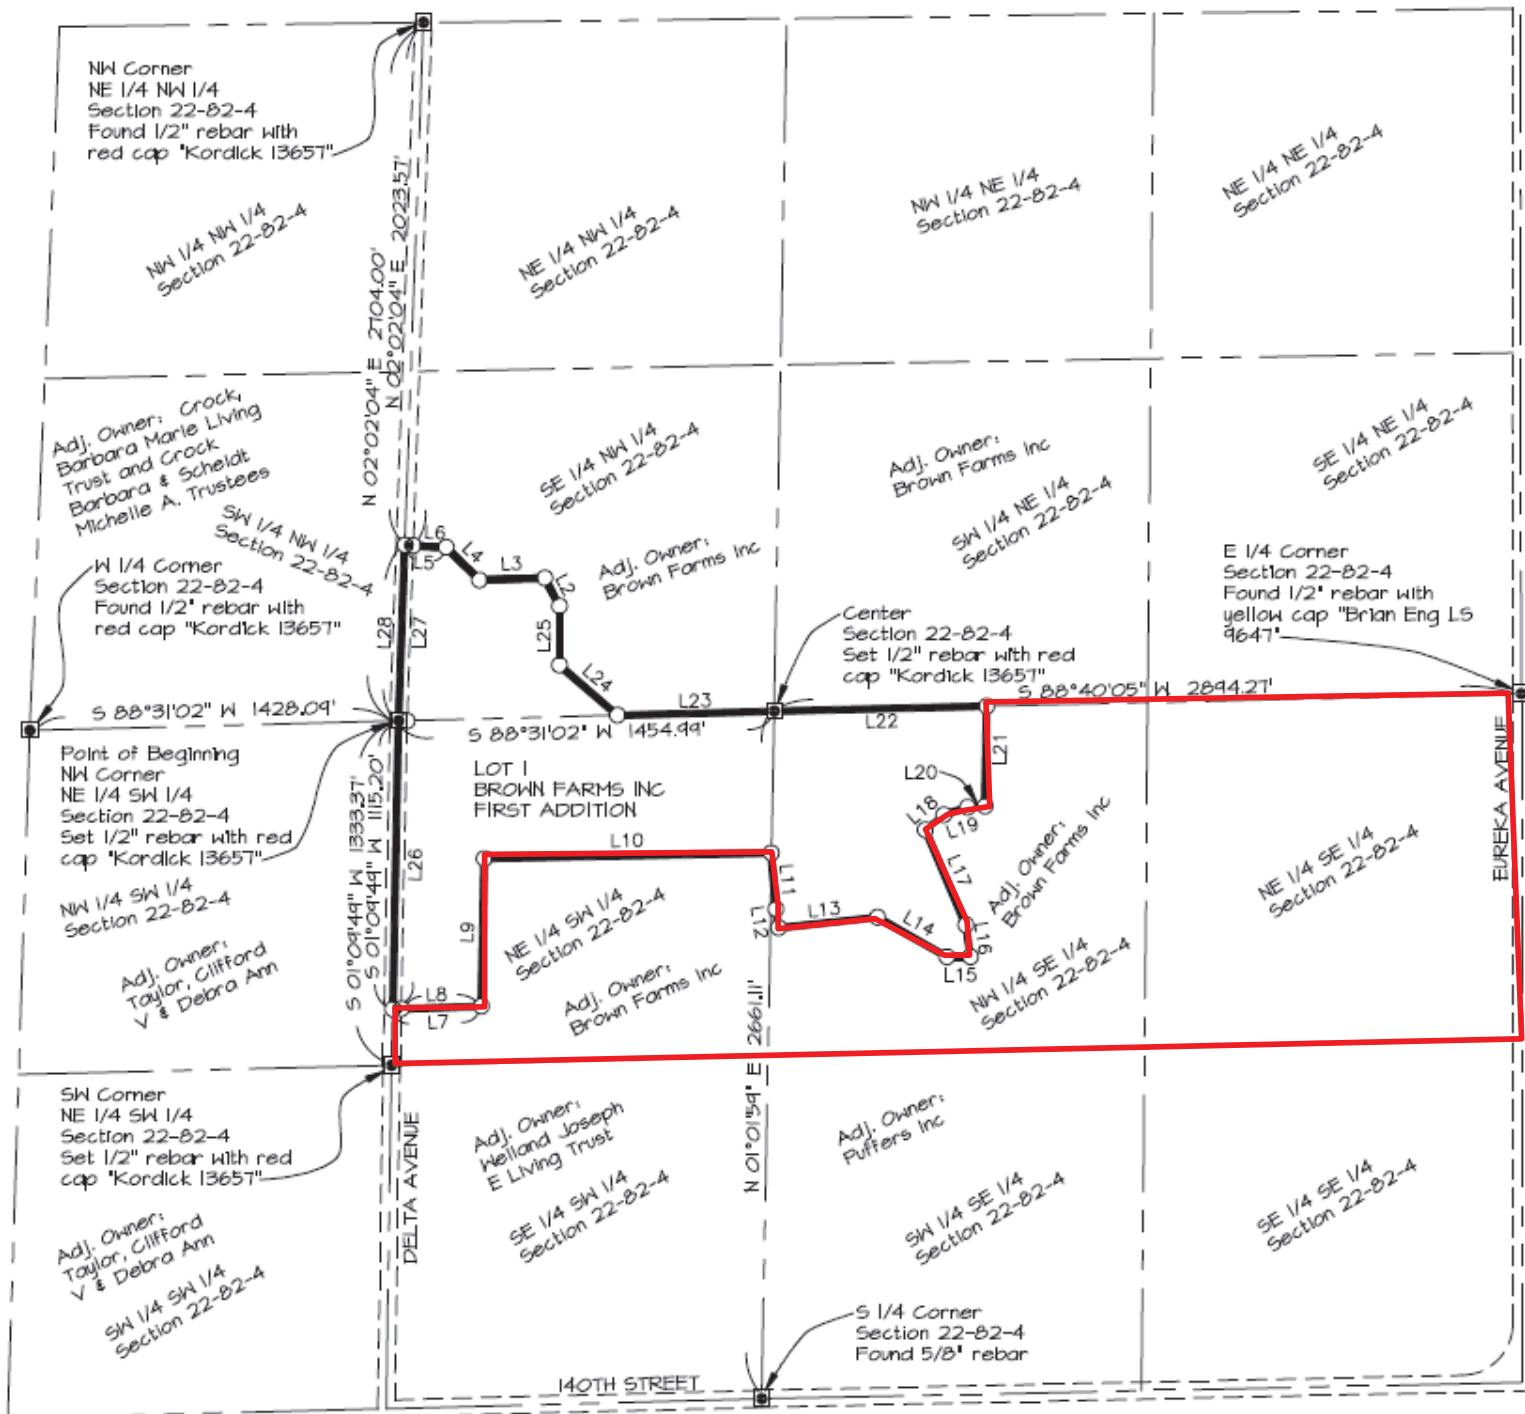 NW Corner
NE 1/4 NW 1/4
Section 22-82-4
Found 1/2" rebar with
red cap "Kordick 13657"
NW 1/4 NW 1/4
Section 22-82-4
N 02°02'04" E 2104.00'
N 02°02'04" E 2023.57'
NE 1/4 NW 1/4
Section 22-82-4
NW 1/4 NE 1/4
Section 22-82-4
NE 1/4 NE 1/4
Section 22-82-4
Adj. Owner: Crock,
Barbara Marie Living
Trust and Crock
Barbara & Scheidt
Michelle A. Trustees
SW 1/4 NW 1/4
Section 22-82-4
SE 1/4 NW 1/4
Section 22-82-4
Adj. Owner:
Brown Farms Inc
Adj. Owner:
Brown Farms Inc
SW 1/4 NE 1/4
Section 22-82-4
SE 1/4 NE 1/4
Section 22-82-4
W 1/4 Corner
Section 22-82-4
Found 1/2" rebar with
red cap "Kordick 13657"
L6
L5
L4
L3
L2
L25
L24
L28
L27
L23
L22
Center
Section 22-82-4
Set 1/2" rebar with red
cap "Kordick 13657"
E 1/4 Corner
Section 22-82-4
Found 1/2" rebar with
yellow cap "Brian Eng LS
9647"
S 88°31'02" W 1428.09'
S 88°31'02" W 1454.99'
S 88°40'05" W 2894.27'
Point of Beginning
NW Corner
NE 1/4 SW 1/4
Section 22-82-4
Set 1/2" rebar with red
cap "Kordick 13657"
NW 1/4 SW 1/4
Section 22-82-4
Adj. Owner:
Taylor, Clifford
V & Debra Ann
S 01°09'49" W 1333.37'
S 01°09'49" W 1115.20'
L26
LOT 1
BROWN FARMS INC
FIRST ADDITION
L10
L9
L8
L7
L11
L12
L13
L14
L15
L16
L17
L18
L19
L20
L21
NE 1/4 SW 1/4
Section 22-82-4
Adj. Owner:
Brown Farms Inc
Adj. Owner:
Brown Farms Inc
NW 1/4 SE 1/4
Section 22-82-4
NE 1/4 SE 1/4
Section 22-82-4
EUREKA AVENUE
N 01°01'59" E 2661.11'
SW Corner
NE 1/4 SW 1/4
Section 22-82-4
Set 1/2" rebar with red
cap "Kordick 13657"
Adj. Owner:
Taylor, Clifford
V & Debra Ann
SW 1/4 SW 1/4
Section 22-82-4
DELTA AVENUE
Adj. Owner:
Weiland Joseph
E Living Trust
SE 1/4 SW 1/4
Section 22-82-4
Adj. Owner:
Puffers Inc
SW 1/4 SE 1/4
Section 22-82-4
SE 1/4 SE 1/4
Section 22-82-4
S 1/4 Corner
Section 22-82-4
Found 5/8" rebar
140TH STREET